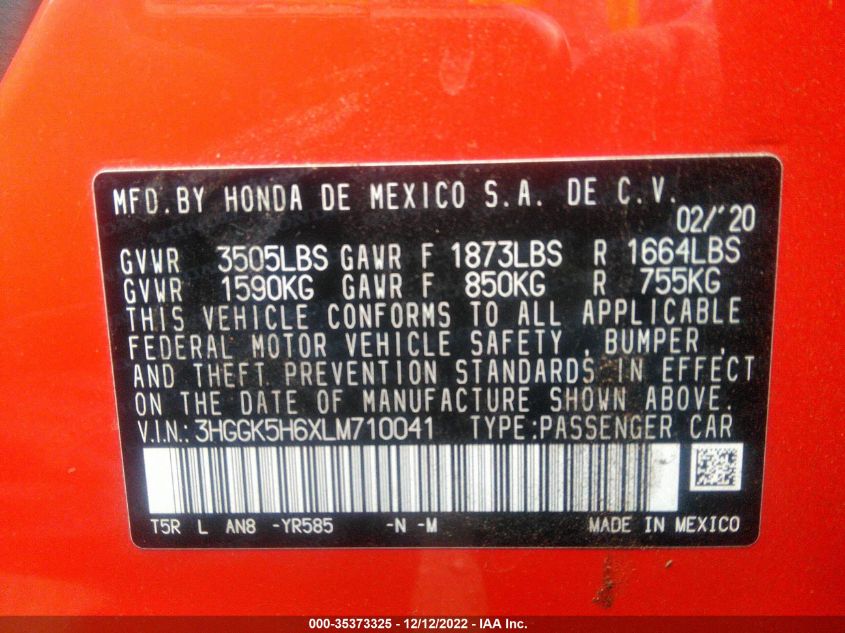 MFD.BY HONDA DE MEXICO S.A. DE C.V.
02/'20
GVWR 3505LBS GAWR F 1873LBS R 1664LBS
GVWR 1590KG GAWR F 850KG R 755KG
THIS VEHICLE CONFORMS TO ALL APPLICABLE
FEDERAL MOTOR VEHICLE SAFETY , BUMPER ,
AND THEFT PREVENTION STANDARDS IN EFFECT
ON THE DATE OF MANUFACTURE SHOWN ABOVE.
V.I.N.: 3HGGK5H6XLM710041 TYPE:PASSENGER CAR
T5R L AN8 -YR585 -N -M MADE IN MEXICO
000-35373325 - 12/12/2022 - IAA Inc.